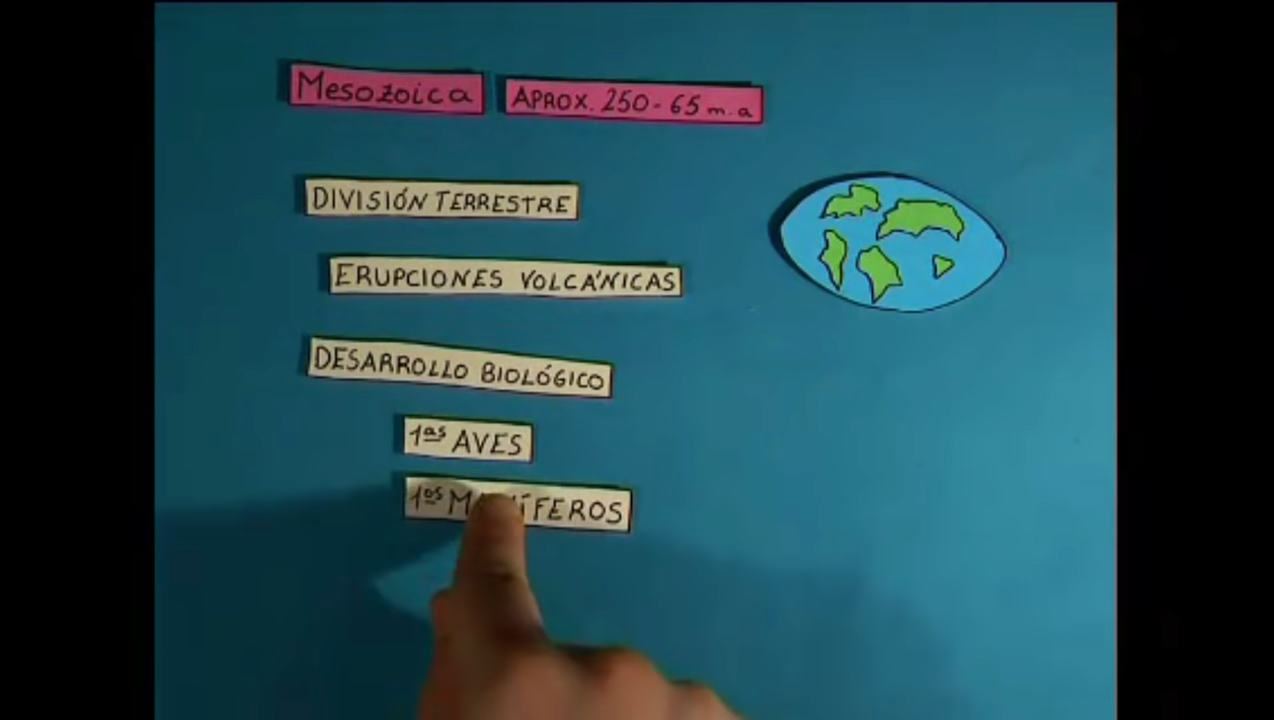 Mesozoica
APROX. 250-65 m.a
DIVISIÓN TERRESTRE
ERUPCIONES VOLCÁNICAS
DESARROLLO BIOLÓGICO
1as AVES
1os